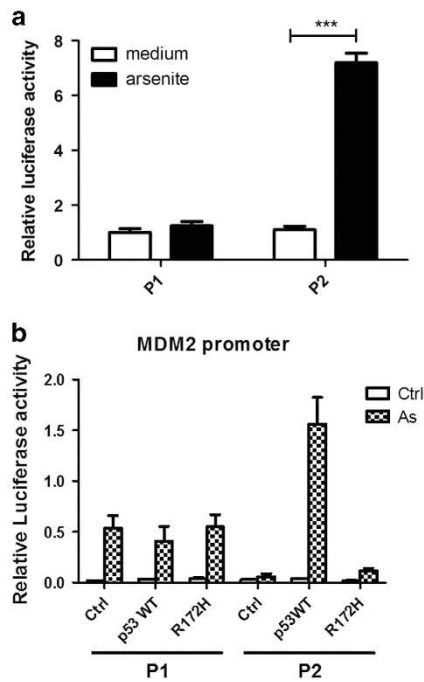 a
Relative luciferase activity
8
6
4
2
0
medium
arsenite
***
P1
P2
b
MDM2 promoter
Relative Luciferase activity
2.0
1.5
1.0
0.5
0.0
Ctrl
As
Ctrl
p53 WT
R172H
Ctrl
p53WT
R172H
P1
P2